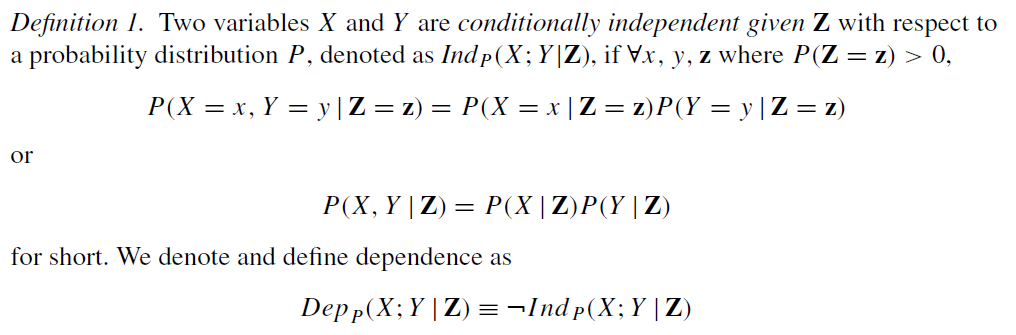 Definition 1. Two variables X and Y are conditionally independent given Z with respect to
a probability distribution P, denoted as Ind_P(X; Y|Z), if ∀x, y, z where P(Z = z) > 0,
P(X = x, Y = y | Z = z) = P(X = x | Z = z)P(Y = y | Z = z)
or
P(X, Y | Z) = P(X | Z)P(Y | Z)
for short. We denote and define dependence as
Dep_P(X; Y | Z) ≡ ¬Ind_P(X; Y | Z)